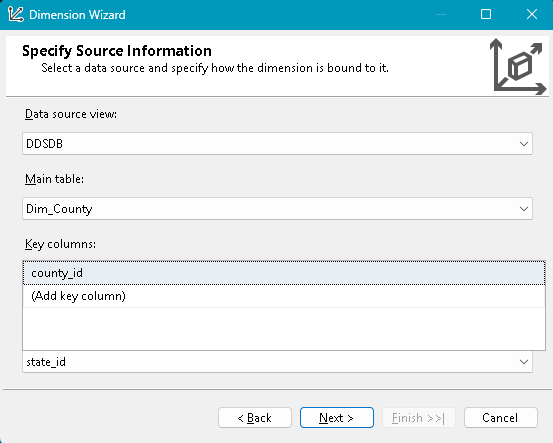 Dimension Wizard
Specify Source Information
Select a data source and specify how the dimension is bound to it.
Data source view:
DDSDB
Main table:
Dim_County
Key columns:
county_id
(Add key column)
state_id
< Back
Next >
Finish >>|
Cancel